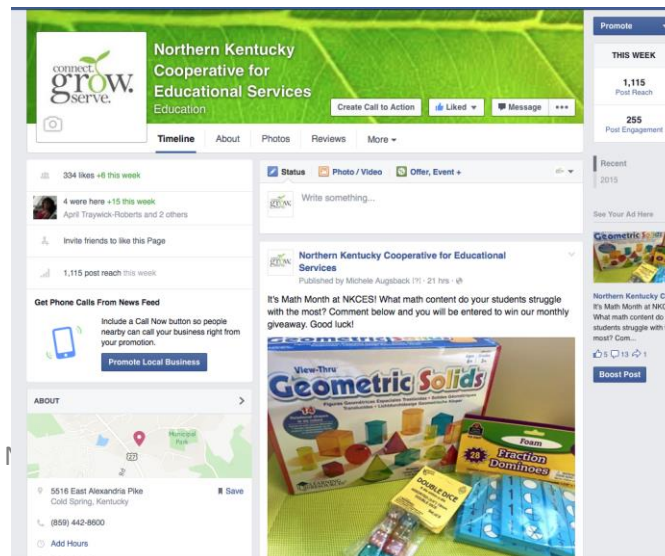 connect.
grow.
serve.
Northern Kentucky
Cooperative for
Educational Services
Education
Create Call to Action
Liked
Message
Timeline
About
Photos
Reviews
More
334 likes +6 this week
4 were here +15 this week
April Traywick-Roberts and 2 others
Invite friends to like this Page
1,115 post reach this week
Get Phone Calls From News Feed
Include a Call Now button so people
nearby can call your business right from
your promotion.
Promote Local Business
ABOUT
Municipal
Park
27
5516 East Alexandria Pike
Cold Spring, Kentucky
Save
(859) 442-8600
Add Hours
Status
Photo / Video
Offer, Event +
grow.
Write something...
grow.
Northern Kentucky Cooperative for Educational
Services
Published by Michele Augsback [?] · 21 hrs ·
It's Math Month at NKCES! What math content do your students struggle
with the most? Comment below and you will be entered to win our monthly
giveaway. Good luck!
View-Thru
Geometric Solids
14
Foam
28
Fraction
Dominoes
DOUBLE DICE
LEARNING
Promote
THIS WEEK
1,115
Post Reach
255
Post Engagement
Recent
2015
See Your Ad Here
Geometric Solids
Northern Kentucky C
It's Math Month at NKC
What math content do
students struggle with
most? Com...
5 13 1
Boost Post
N